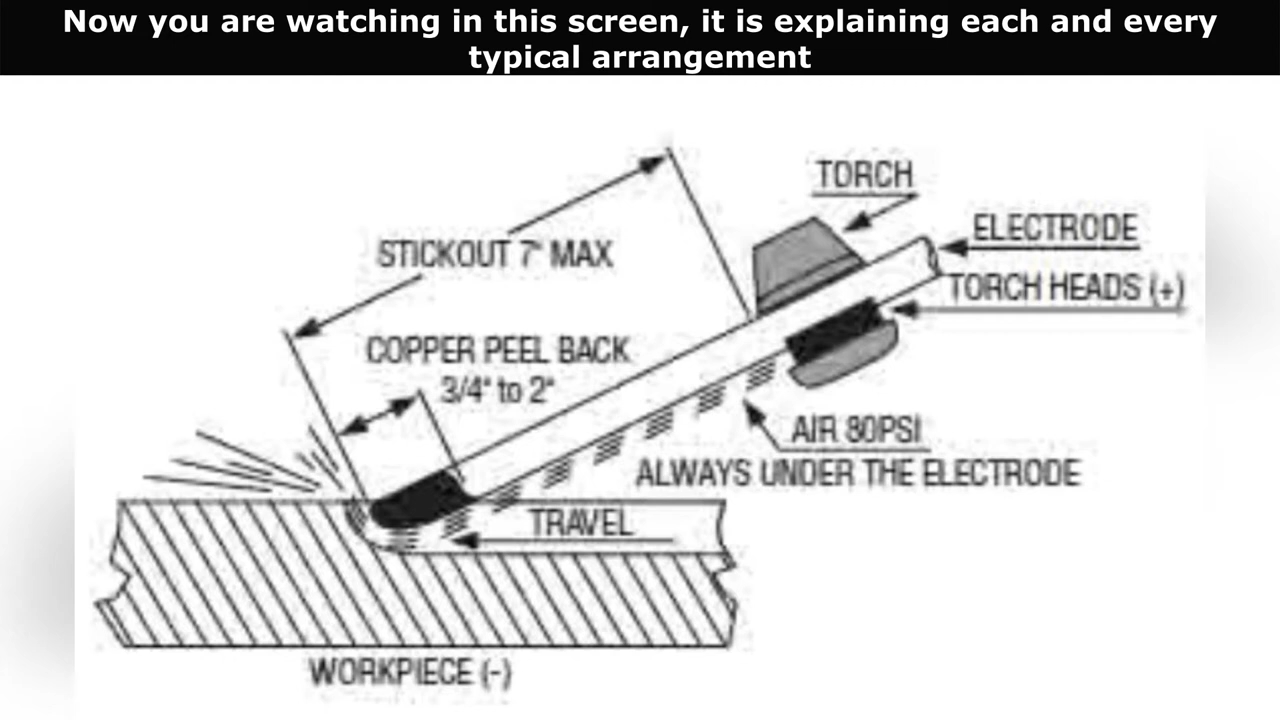 Now you are watching in this screen, it is explaining each and every
typical arrangement
TORCH
ELECTRODE
STICKOUT 7" MAX
TORCH HEADS (+)
COPPER PEEL BACK
3/4" to 2"
AIR 80PSI
ALWAYS UNDER THE ELECTRODE
TRAVEL
WORKPIECE (-)